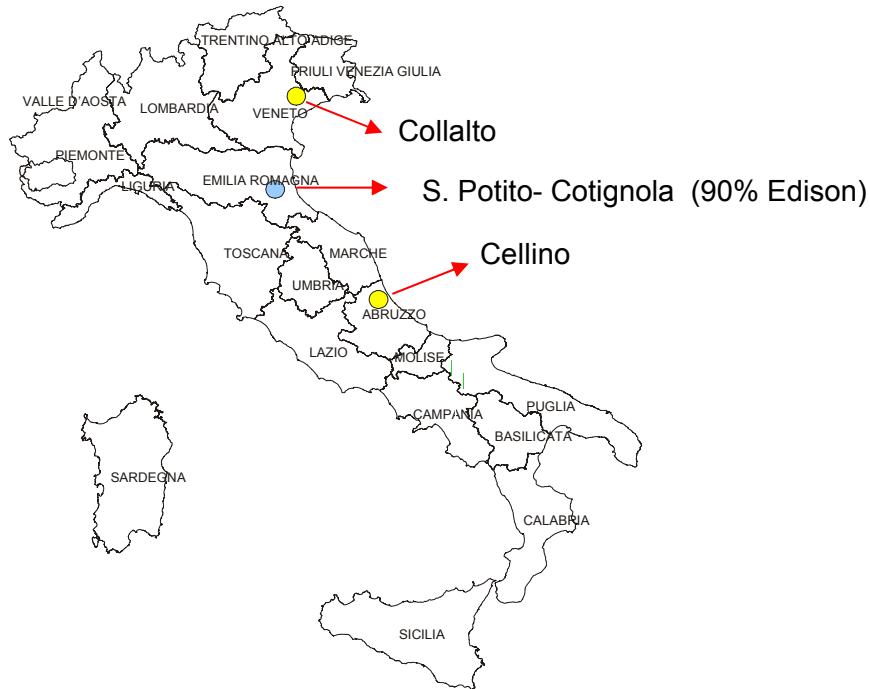 TRENTINO ALTO ADIGE
FRIULI VENEZIA GIULIA
VALLE D'AOSTA
LOMBARDIA
VENETO
Collalto
PIEMONTE
LIGURIA
EMILIA ROMAGNA
S. Potito- Cotignola (90% Edison)
TOSCANA
MARCHE
Cellino
UMBRIA
ABRUZZO
LAZIO
MOLISE
CAMPANIA
PUGLIA
BASILICATA
SARDEGNA
CALABRIA
SICILIA